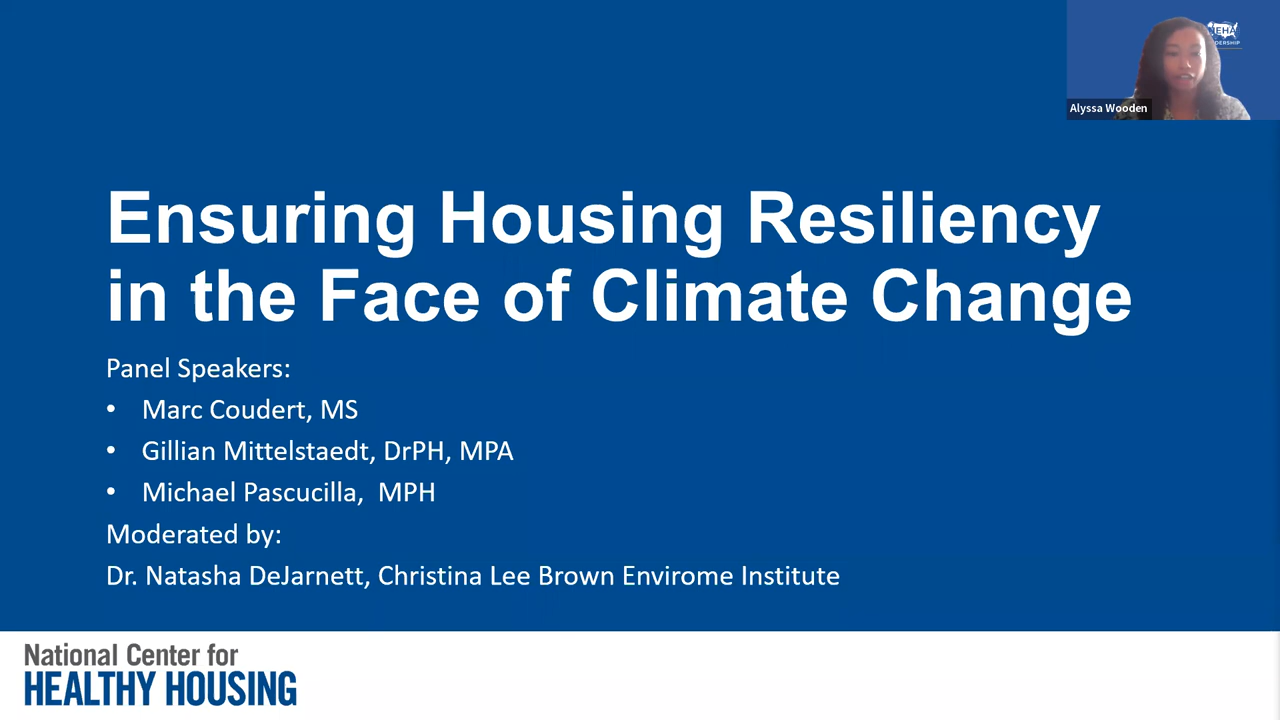 EHA
Alyssa Wooden
Ensuring Housing Resiliency
in the Face of Climate Change
Panel Speakers:
• Marc Coudert, MS
• Gillian Mittelstaedt, DrPH, MPA
• Michael Pascucilla, MPH
Moderated by:
Dr. Natasha DeJarnett, Christina Lee Brown Envirome Institute
National Center for
HEALTHY HOUSING